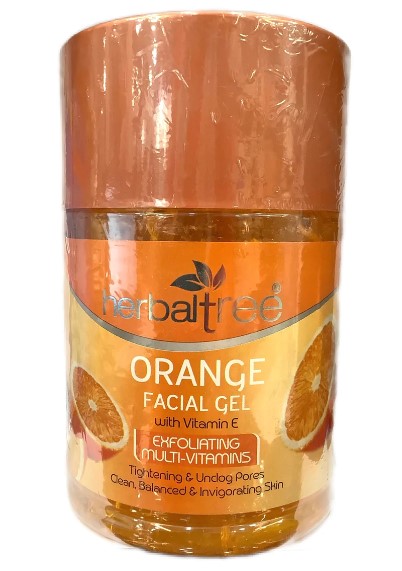 herbaltree®
ORANGE
FACIAL GEL
with Vitamin E
EXFOLIATING
MULTI-VITAMINS
Tightening & Unclog Pores
Clean, Balanced & Invigorating Skin